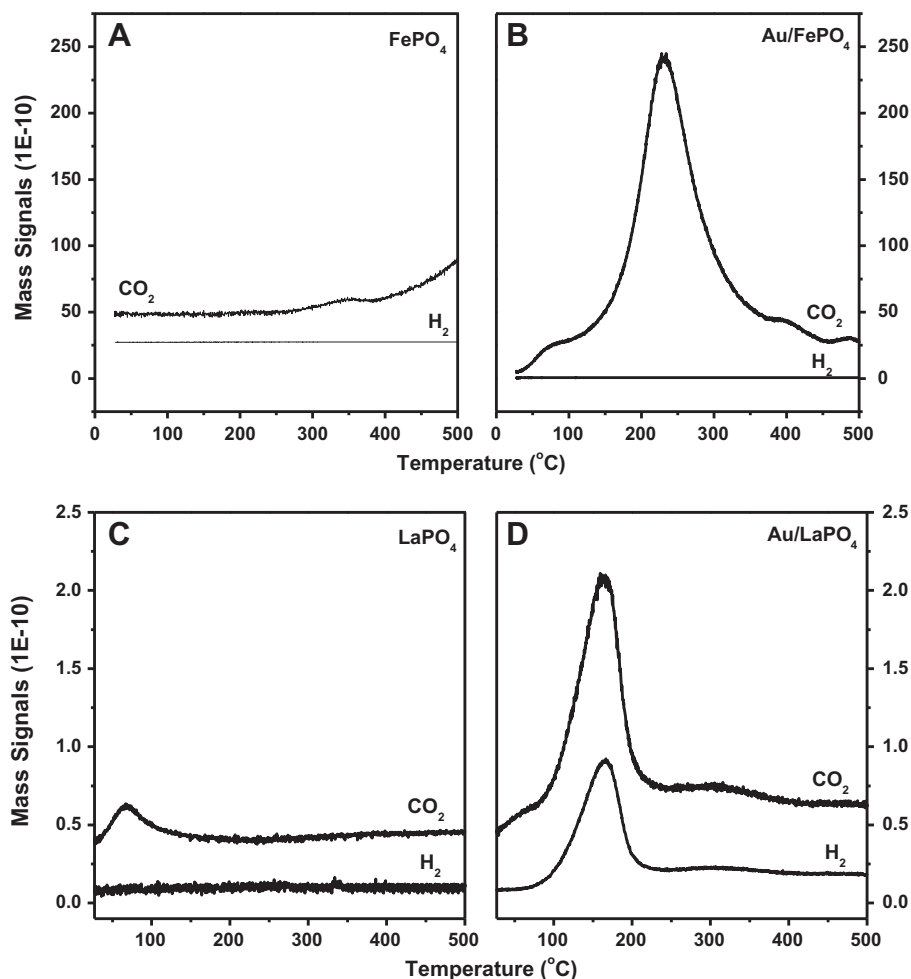 A
FePO₄
B
Au/FePO₄
250
200
150
100
50
0
Mass Signals (1E-10)
CO₂
H₂
CO₂
H₂
250
200
150
100
50
0
0 100 200 300 400 500
0 100 200 300 400 500
Temperature (°C)
C
LaPO₄
D
Au/LaPO₄
2.5
2.0
1.5
1.0
0.5
0.0
Mass Signals (1E-10)
CO₂
H₂
CO₂
H₂
2.5
2.0
1.5
1.0
0.5
0.0
100 200 300 400 500
100 200 300 400 500
Temperature (°C)
Temperature (°C)